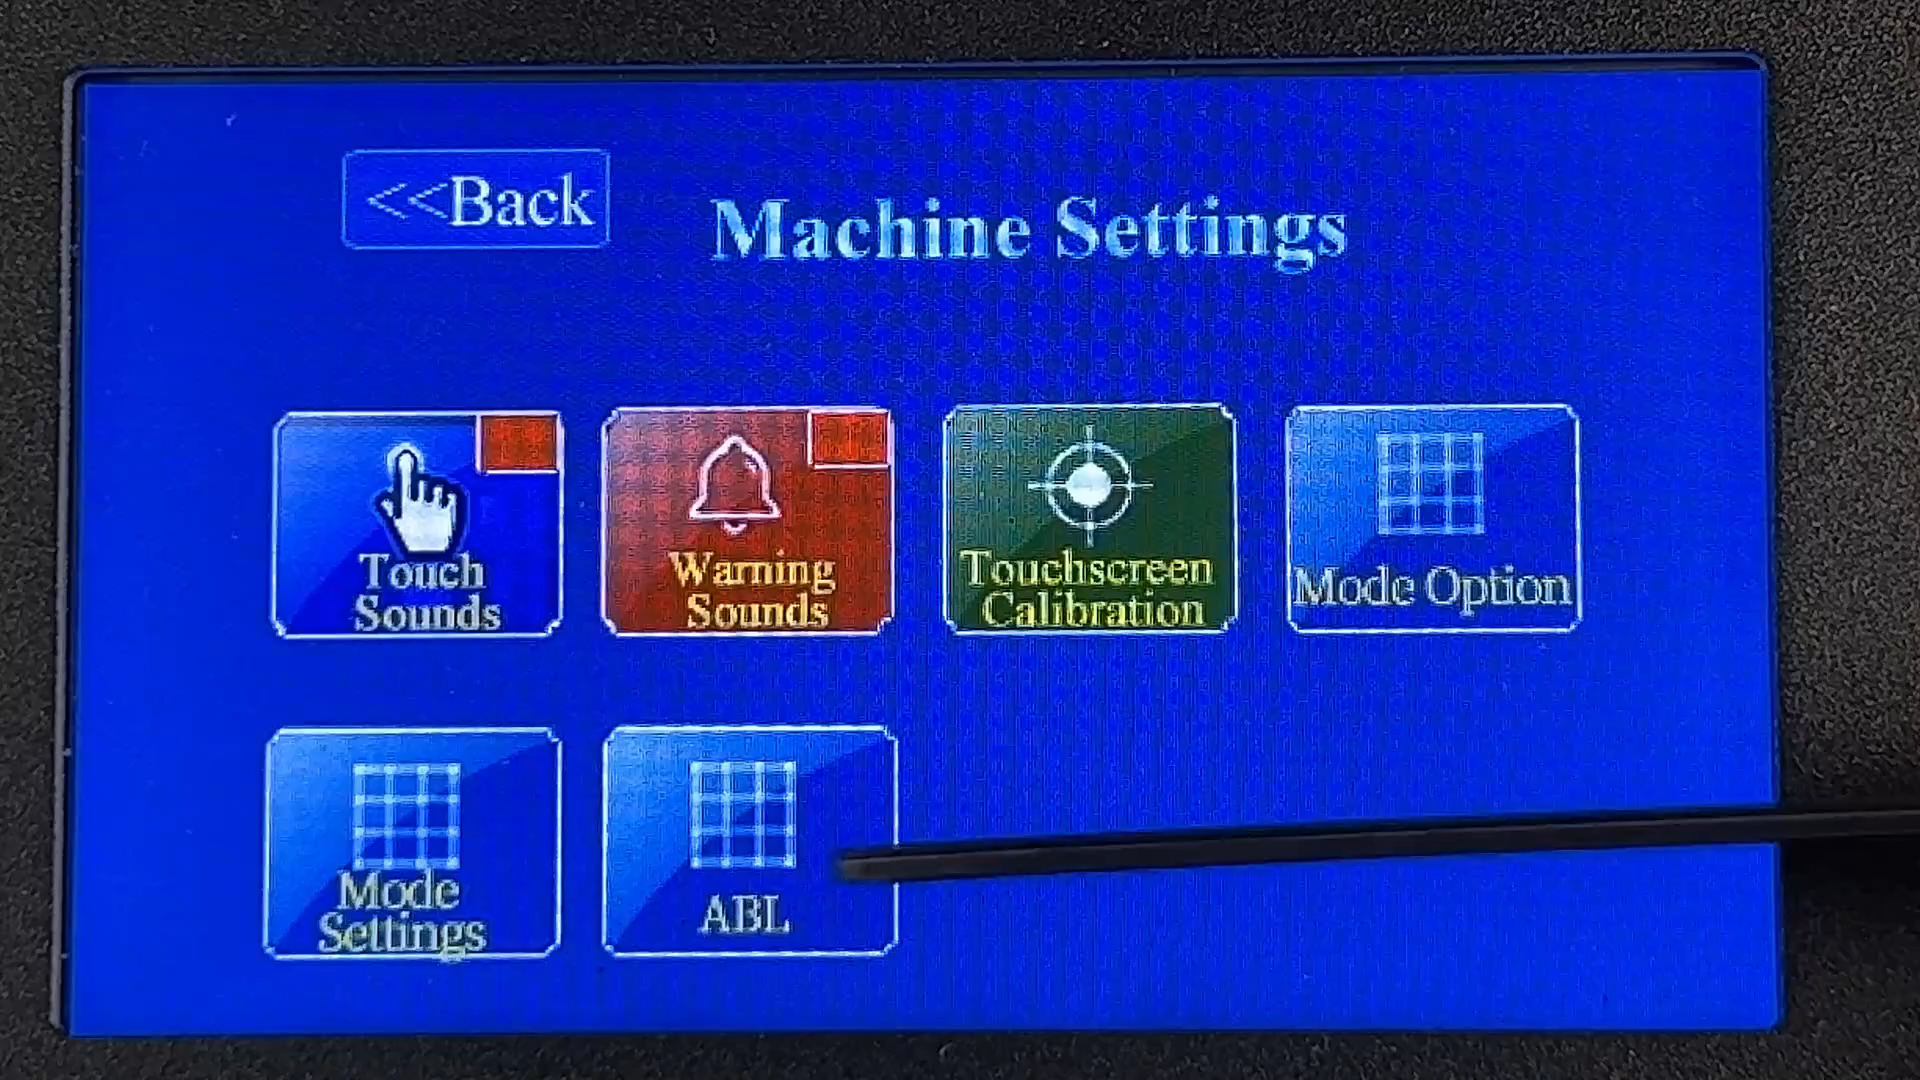 <<Back
Machine Settings
Touch
Sounds
Warning
Sounds
Touchscreen
Calibration
Mode Option
Mode
Settings
ABL